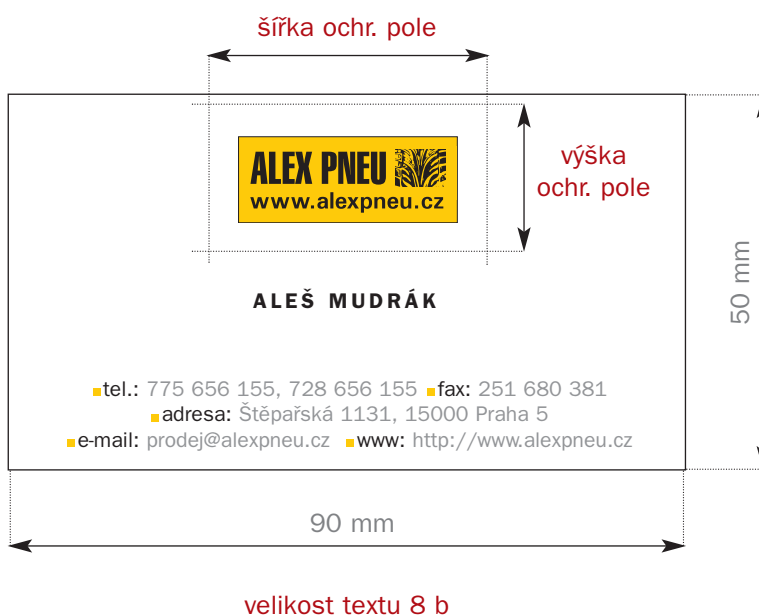 šířka ochr. pole
výška
ochr. pole
ALEX PNEU
www.alexpneu.cz
50 mm
ALEŠ MUDRÁK
tel.: 775 656 155, 728 656 155 fax: 251 680 381
adresa: Štěpařská 1131, 15000 Praha 5
e-mail: prodej@alexpneu.cz www: http://www.alexpneu.cz
90 mm
velikost textu 8 b